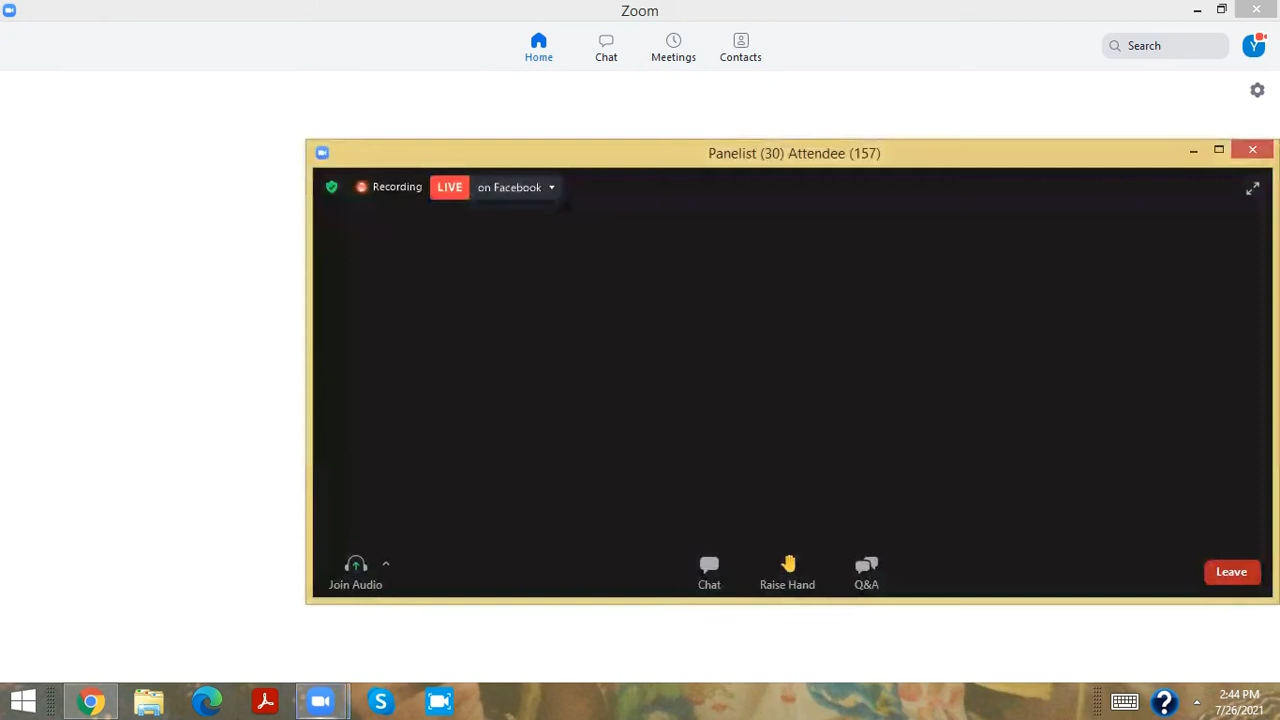 Zoom
Home
Chat
Meetings
Contacts
Search
Y
Panelist (30) Attendee (157)
Recording
LIVE
on Facebook
Join Audio
Chat
Raise Hand
Q&A
Leave
2:44 PM
7/26/2021